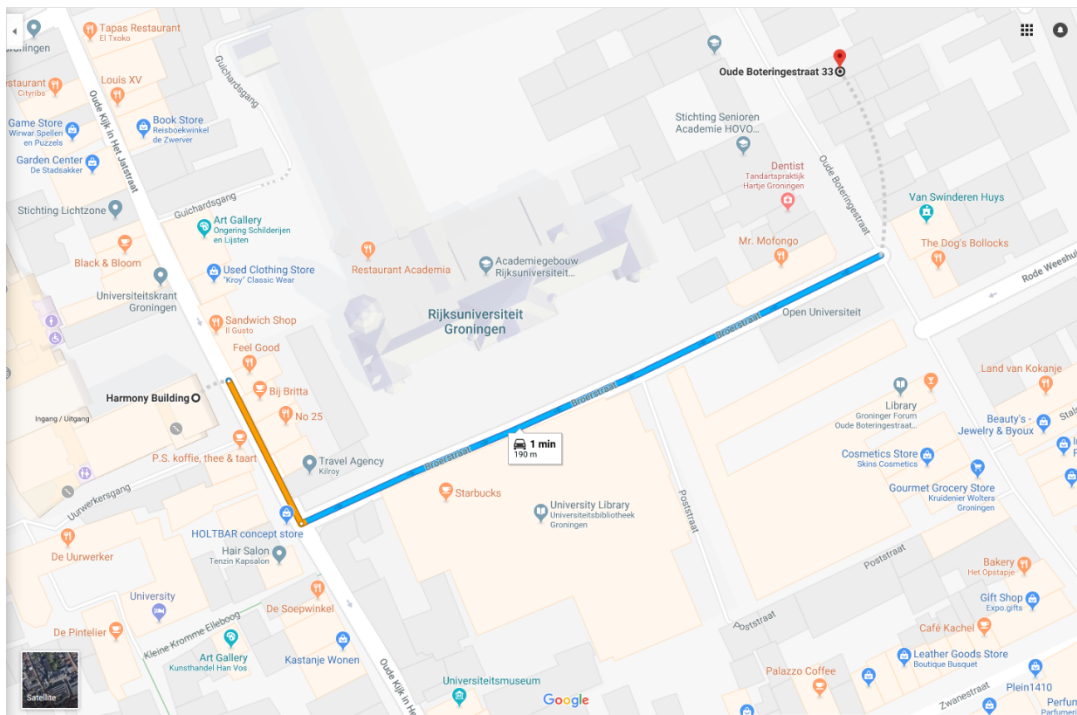 Tapas Restaurant
El Txoko
Louis XV
Cityribs
Game Store
Wirwar Spellen
en Puzzels
Book Store
Reisboekwinkel
de Zwerver
Garden Center
De Stadsakker
Oude Kijk in Het Jatstraat
Guichardsgang
Guichardsgang
Stichting Lichtzone
Art Gallery
Ongering Schilderijen
en Lijsten
Black & Bloom
Used Clothing Store
"Kroy" Classic Wear
Universiteitskrant
Groningen
Sandwich Shop
Il Gusto
Feel Good
Bij Britta
No 25
Harmony Building
Ingang / Uitgang
P.S. koffie, thee & taart
Travel Agency
Kilroy
Uurwerkersgang
HOLTBAR concept store
Hair Salon
Tenzin Kapsalon
De Uurwerker
University
De Soepwinkel
De Pintelier
Kleine Kromme Elleboog
Art Gallery
Kunsthandel Han Vos
Kastanje Wonen
Satellite
Oude Kijk in Het
Universiteitsmuseum
Google
Restaurant Academia
Academiegebouw
Rijksuniversiteit...
Rijksuniversiteit
Groningen
Broerstraat
Broerstraat
Broerstraat
1 min
190 m
Starbucks
University Library
Universiteitsbibliotheek
Groningen
Poststraat
Poststraat
Poststraat
Oude Boteringestraat 33
Stichting Senioren
Academie HOVO...
Oude Boteringestraat
Dentist
Tandartspraktijk
Hartje Groningen
Van Swinderen Huys
Mr. Mofongo
The Dog's Bollocks
Rode Weeshui
Open Universiteit
Land van Kokanje
Library
Groninger Forum
Oude Boteringestraat...
Beauty's -
Jewelry & Byoux
Cosmetics Store
Skins Cosmetics
Gourmet Grocery Store
Kruidenier Wolters
Groningen
Bakery
Het Opstapje
Gift Shop
Expo.gifts
Café Kachel
Leather Goods Store
Boutique Busquet
Palazzo Coffee
Plein1410
Zwanestraat
Perfum
Parfumeri